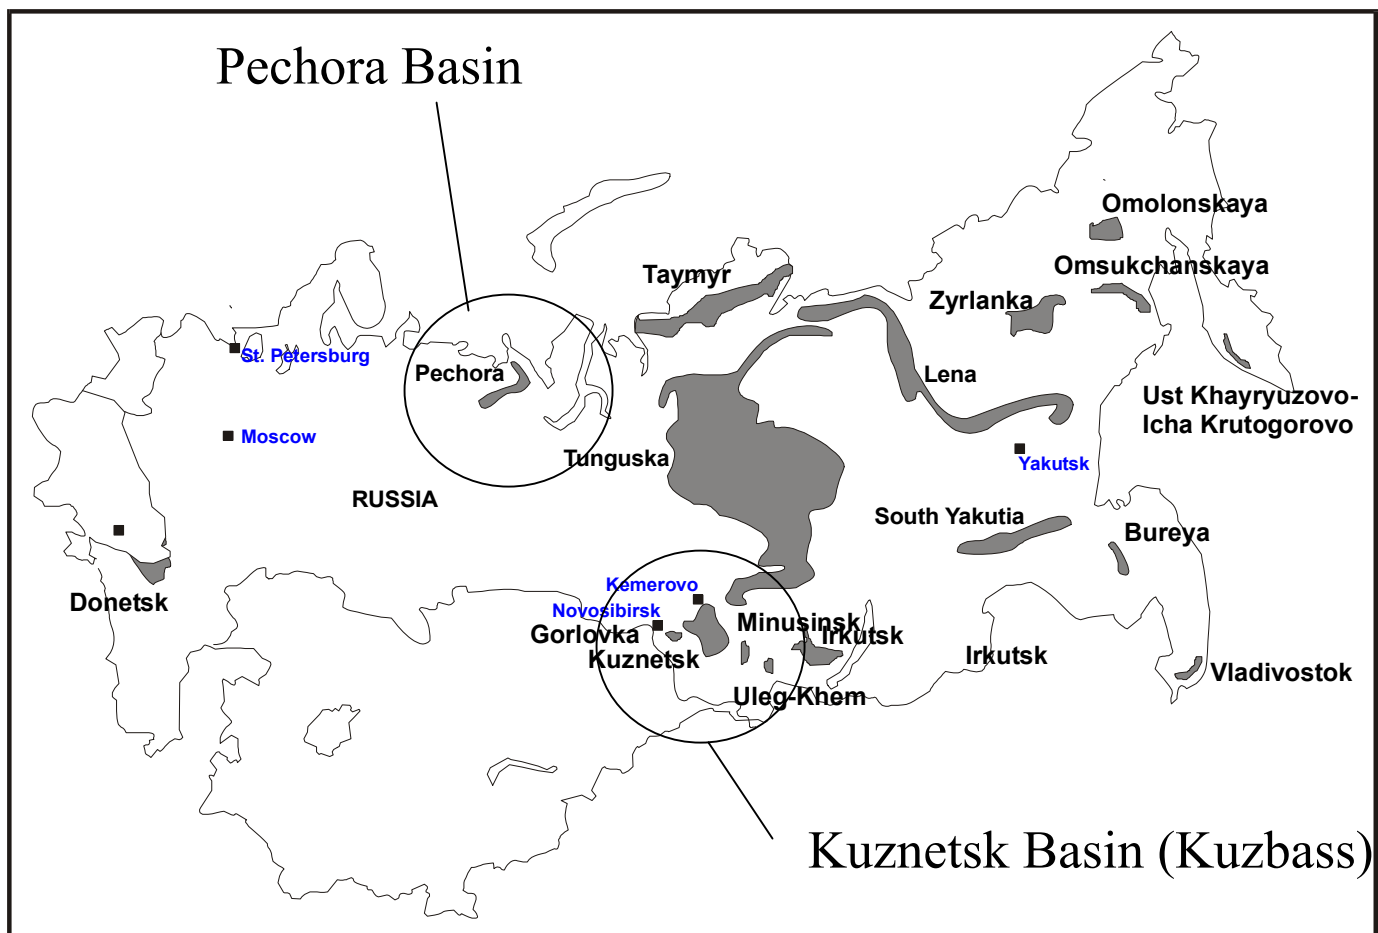 Pechora Basin
Omolonskaya
Taymyr
Omsukchanskaya
Zyrlanka
St. Petersburg
Pechora
Lena
Ust Khayryuzovo-
Icha Krutogorovo
Moscow
Tunguska
Yakutsk
RUSSIA
South Yakutia
Bureya
Kemerovo
Donetsk
Novosibirsk
Gorlovka
Minusinsk
Irkutsk
Kuznetsk
Irkutsk
Vladivostok
Uleg-Khem
Kuznetsk Basin (Kuzbass)